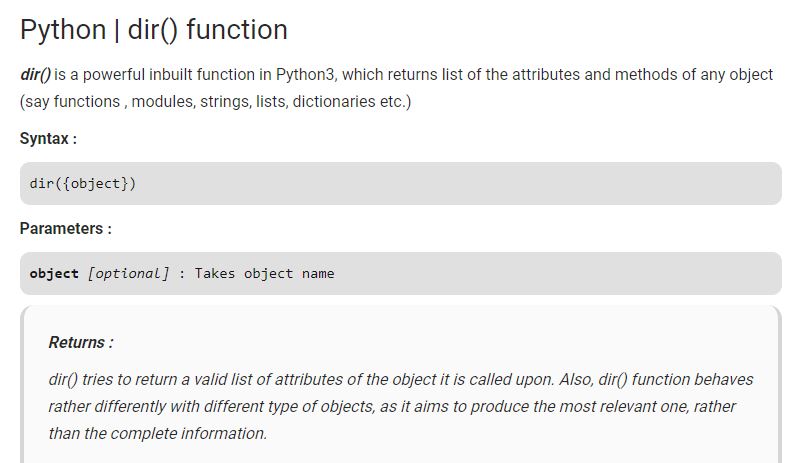 Python | dir() function
dir() is a powerful inbuilt function in Python3, which returns list of the attributes and methods of any object
(say functions , modules, strings, lists, dictionaries etc.)
Syntax :
dir({object})
Parameters :
object [optional] : Takes object name
Returns :
dir() tries to return a valid list of attributes of the object it is called upon. Also, dir() function behaves
rather differently with different type of objects, as it aims to produce the most relevant one, rather
than the complete information.